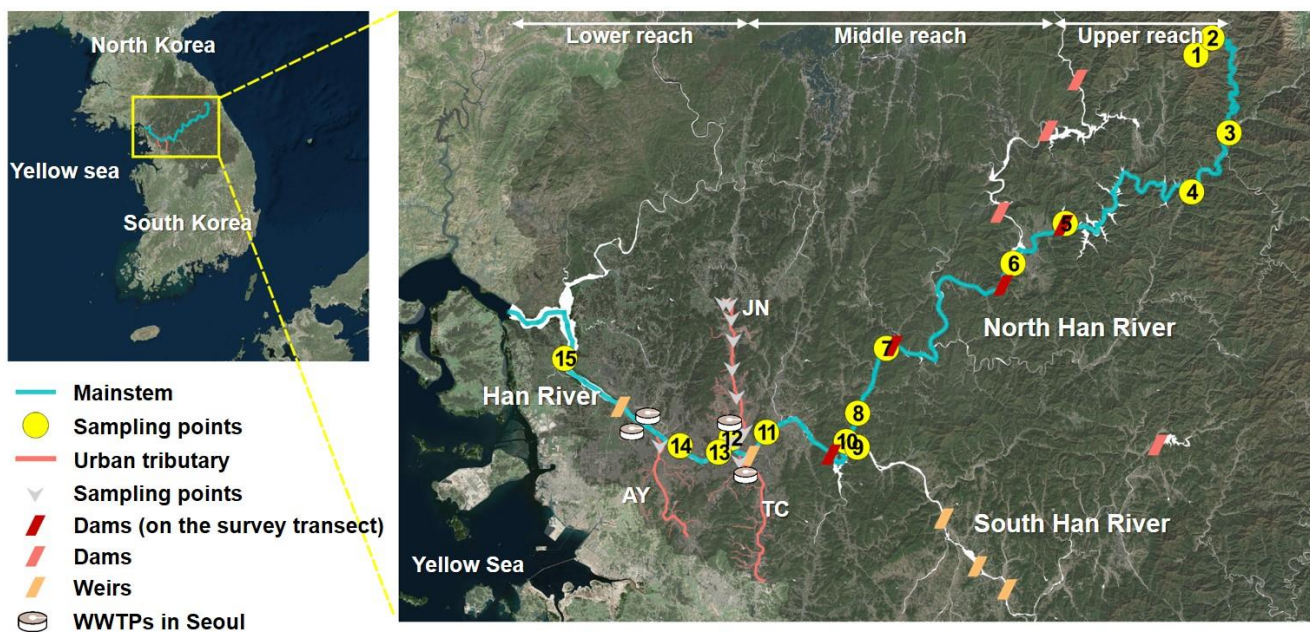 North Korea
Yellow sea
South Korea
Mainstem
Sampling points
Urban tributary
Sampling points
Dams (on the survey transect)
Dams
Weirs
WWTPs in Seoul
Lower reach
Middle reach
Upper reach
2
1
3
4
5
6
7
8
10
9
11
12
13
14
15
JN
North Han River
Han River
AY
TC
South Han River
Yellow Sea